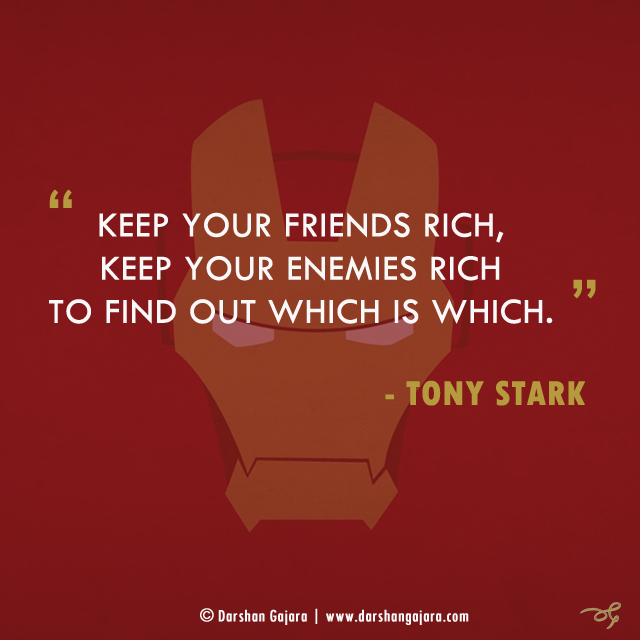 “ KEEP YOUR FRIENDS RICH,
KEEP YOUR ENEMIES RICH
TO FIND OUT WHICH IS WHICH. ”
- TONY STARK
© Darshan Gajara | www.darshangajara.com